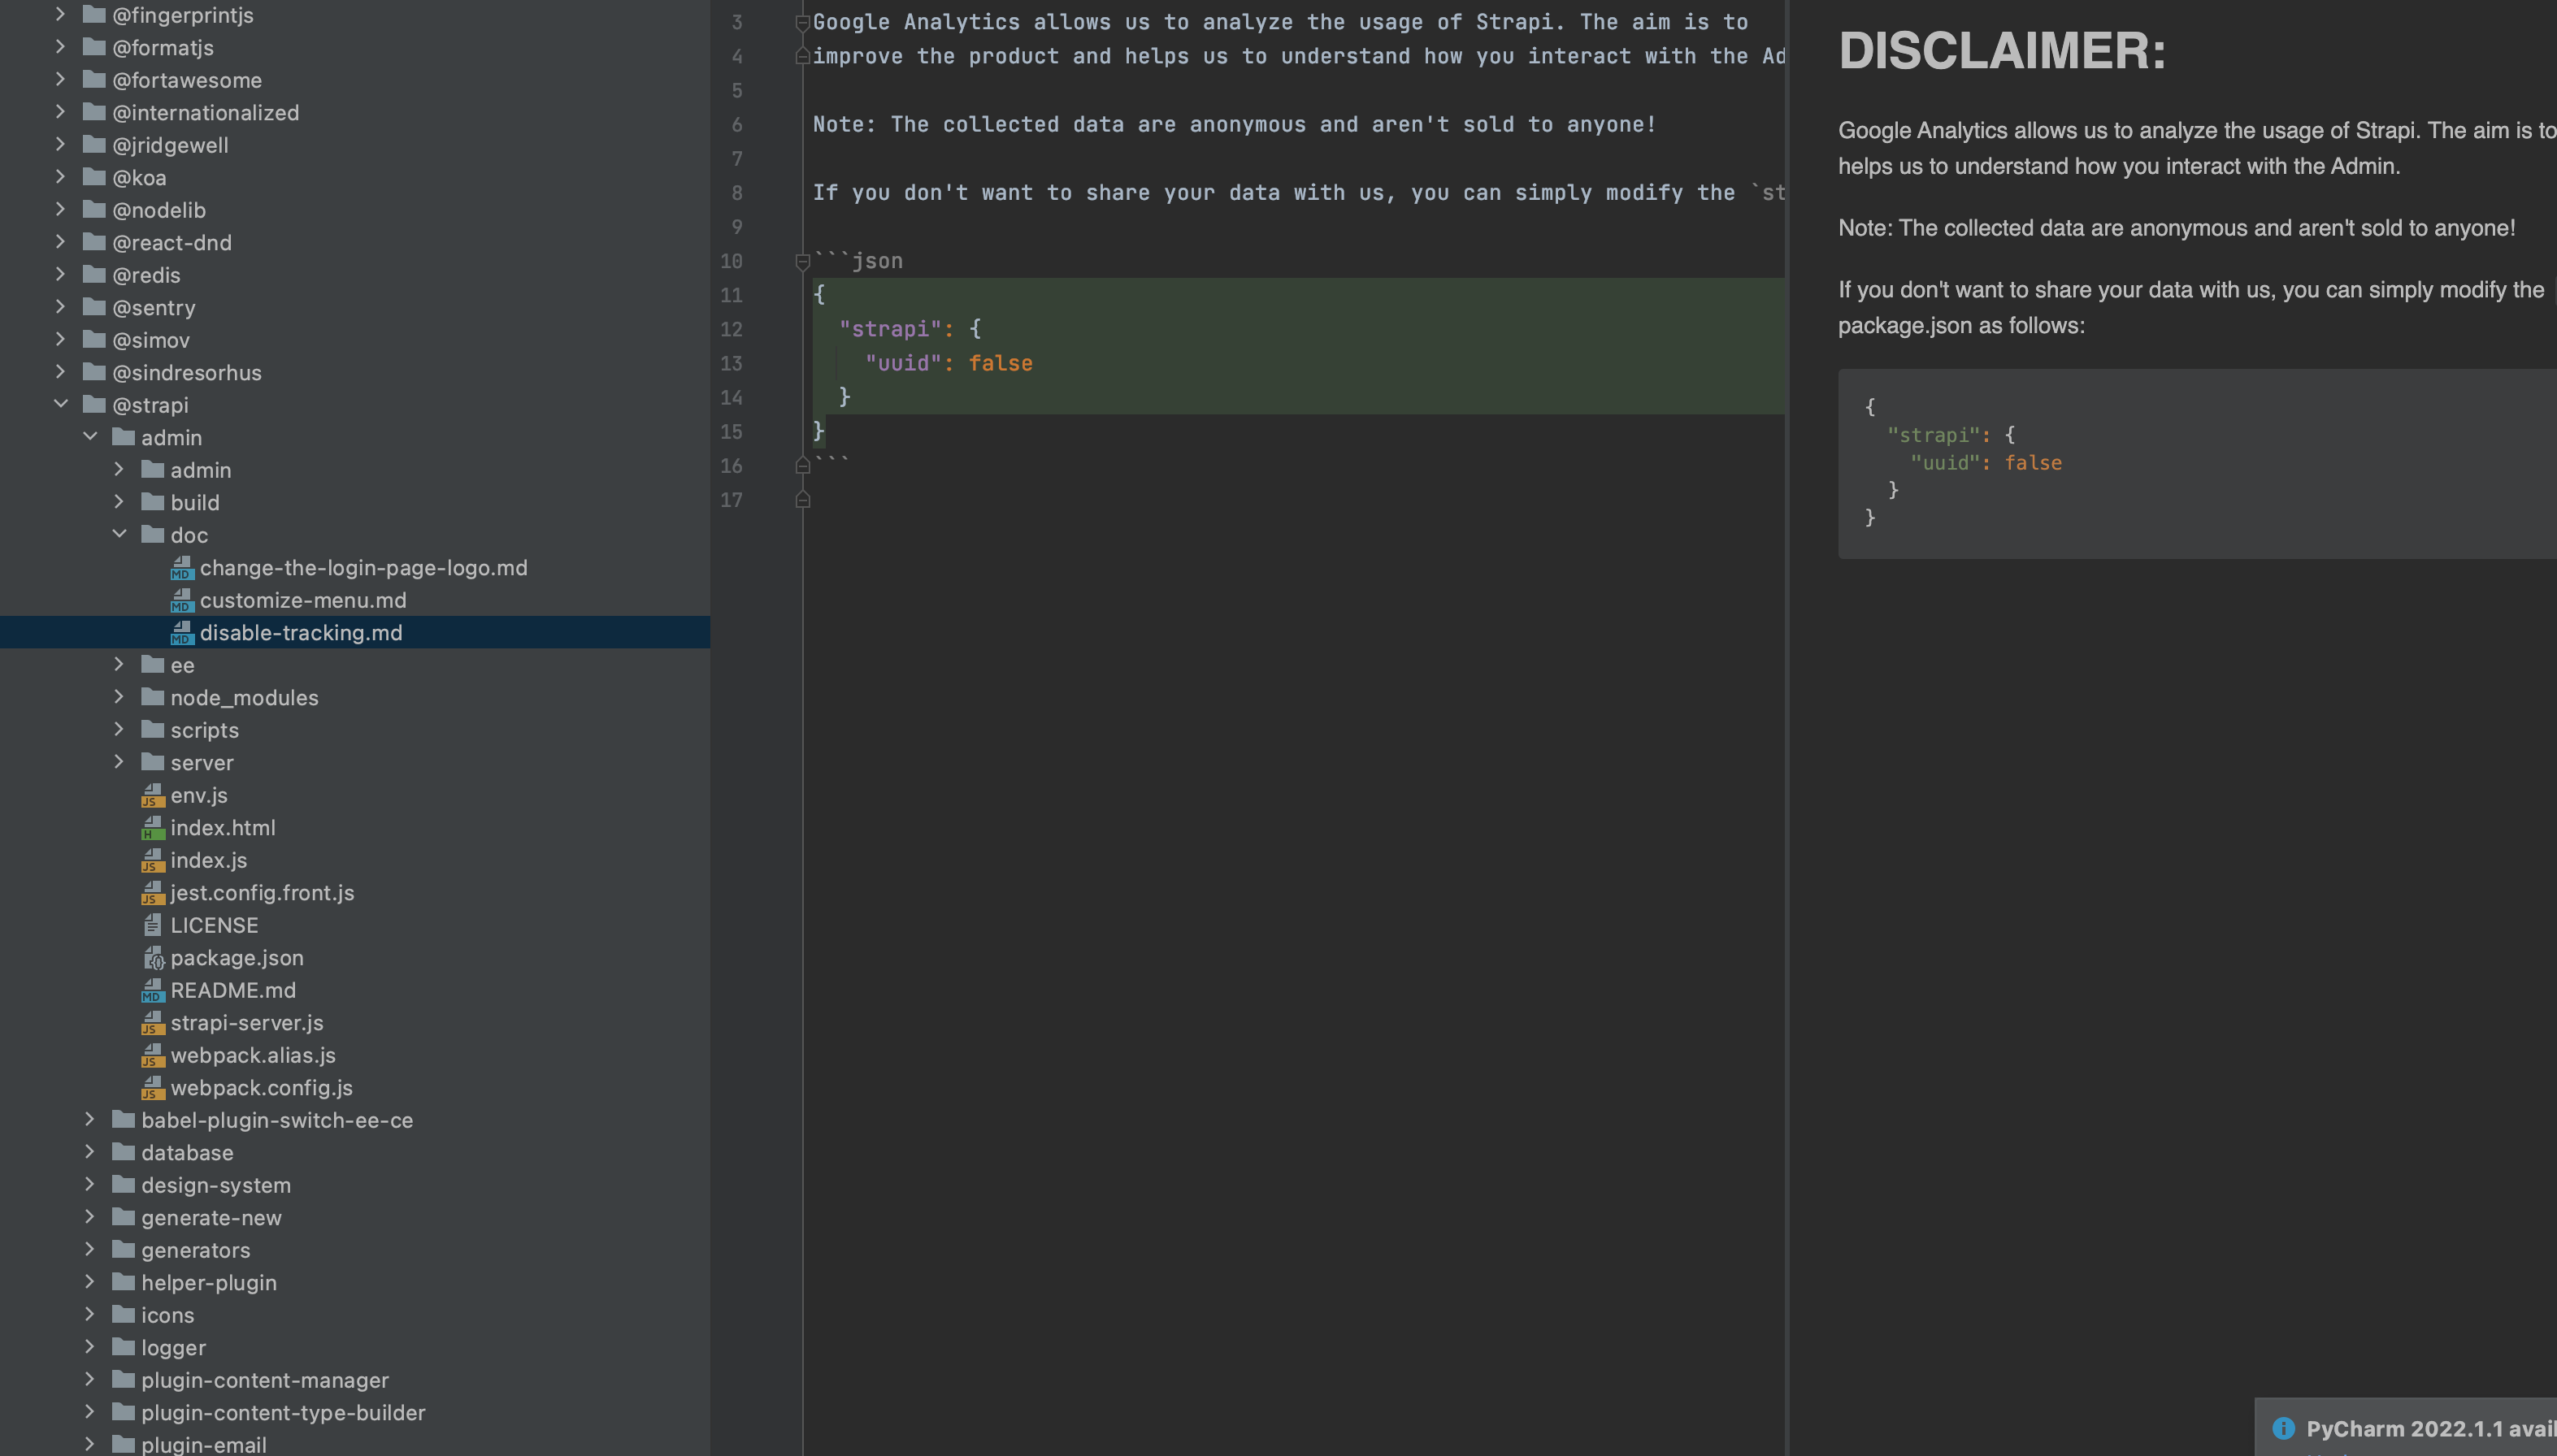 @fingerprintjs
@formatjs
@fortawesome
@internationalized
@jridgewell
@koa
@nodelib
@react-dnd
@redis
@sentry
@simov
@sindresorhus
@strapi
admin
admin
build
doc
change-the-login-page-logo.md
customize-menu.md
disable-tracking.md
ee
node_modules
scripts
server
env.js
index.html
index.js
jest.config.front.js
LICENSE
package.json
README.md
strapi-server.js
webpack.alias.js
webpack.config.js
babel-plugin-switch-ee-ce
database
design-system
generate-new
generators
helper-plugin
icons
logger
plugin-content-manager
plugin-content-type-builder
plugin-email
3 Google Analytics allows us to analyze the usage of Strapi. The aim is to
4 improve the product and helps us to understand how you interact with the Ad
5
6 Note: The collected data are anonymous and aren't sold to anyone!
7
8 If you don't want to share your data with us, you can simply modify the `st
9
10 ```json
11 {
12 "strapi": {
13 "uuid": false
14 }
15 }
16 ```
17
DISCLAIMER:
Google Analytics allows us to analyze the usage of Strapi. The aim is to
helps us to understand how you interact with the Admin.
Note: The collected data are anonymous and aren't sold to anyone!
If you don't want to share your data with us, you can simply modify the
package.json as follows:
{
"strapi": {
"uuid": false
}
}
PyCharm 2022.1.1 avail